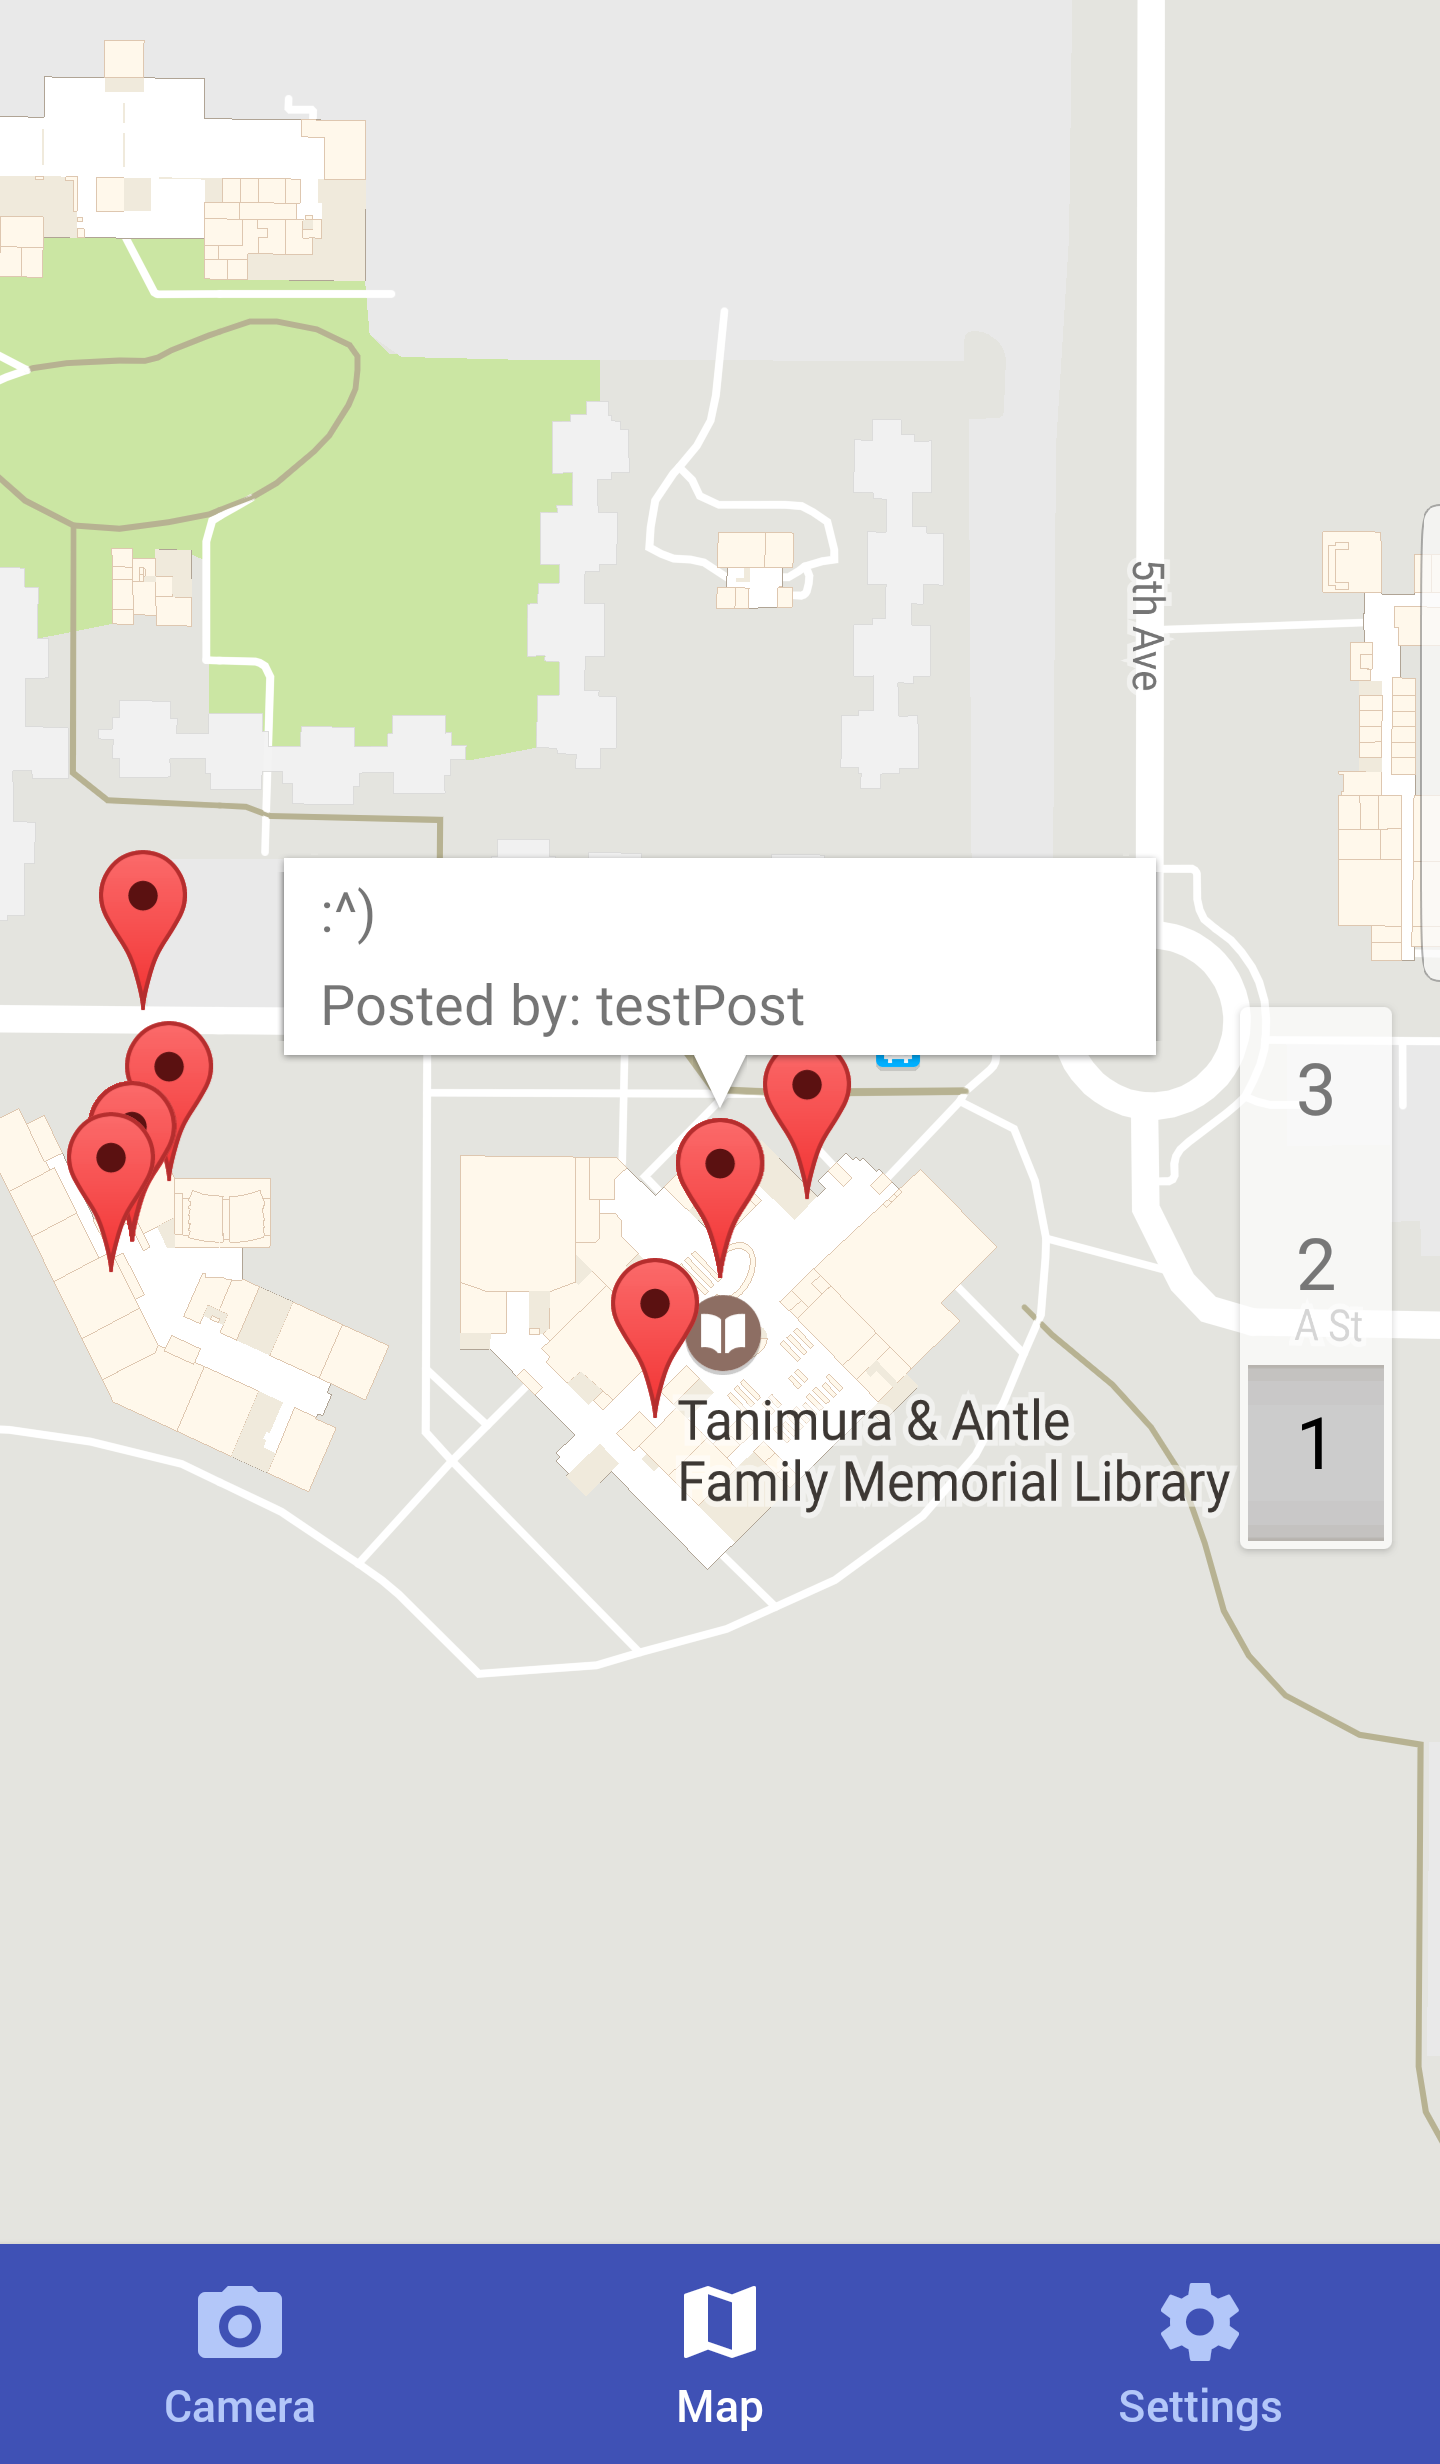 5th Ave
:^)
Posted by: testPost
3
2
A St
1
Tanimura & Antle
Family Memorial Library
Camera
Map
Settings